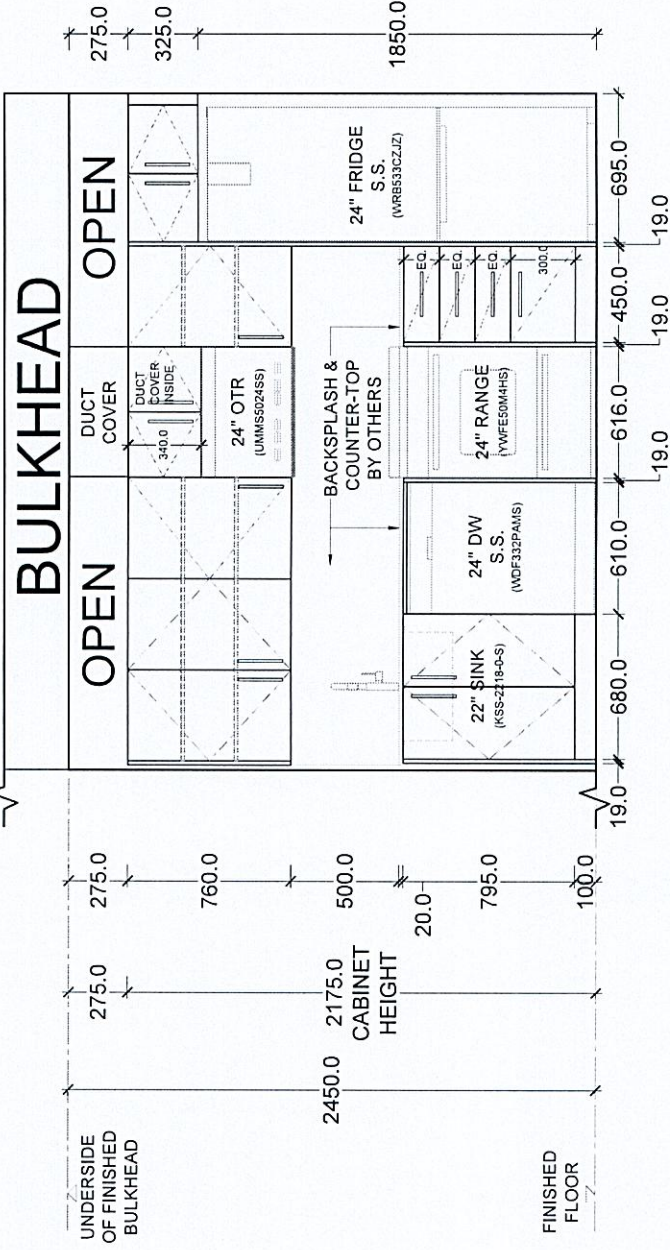 BULKHEAD
OPEN
DUCT
COVER
OPEN
DUCT
COVER
INSIDE
340.0
24" OTR
(UMMS5024SS)
BACKSPLASH &
COUNTER-TOP
BY OTHERS
24" FRIDGE
S.S.
(WRB533CZJZ)
22" SINK
(KSS-2218-0-S)
24" DW
S.S.
(WDF332PAMS)
24" RANGE
(YWFE50M4HS)
EQ.
EQ.
EQ.
300.0
UNDERSIDE
OF FINISHED
BULKHEAD
FINISHED
FLOOR
2450.0
275.0
2175.0
CABINET
HEIGHT
275.0
760.0
500.0
20.0
795.0
100.0
275.0
325.0
1850.0
19.0
680.0
610.0
19.0
616.0
19.0
450.0
19.0
695.0